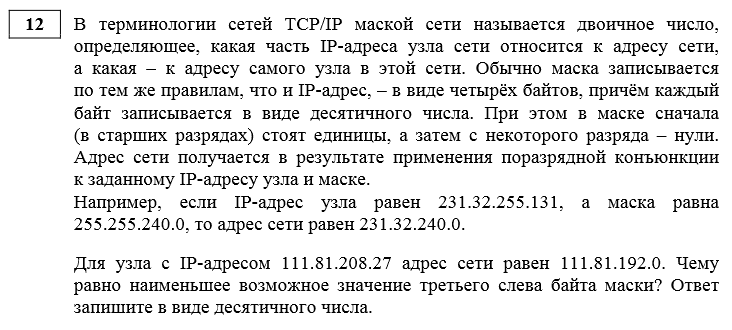 12
В терминологии сетей TCP/IP маской сети называется двоичное число,
определяющее, какая часть IP-адреса узла сети относится к адресу сети,
а какая – к адресу самого узла в этой сети. Обычно маска записывается
по тем же правилам, что и IP-адрес, – в виде четырёх байтов, причём каждый
байт записывается в виде десятичного числа. При этом в маске сначала
(в старших разрядах) стоят единицы, а затем с некоторого разряда – нули.
Адрес сети получается в результате применения поразрядной конъюнкции
к заданному IP-адресу узла и маске.
Например, если IP-адрес узла равен 231.32.255.131, а маска равна
255.255.240.0, то адрес сети равен 231.32.240.0.
Для узла с IP-адресом 111.81.208.27 адрес сети равен 111.81.192.0. Чему
равно наименьшее возможное значение третьего слева байта маски? Ответ
запишите в виде десятичного числа.